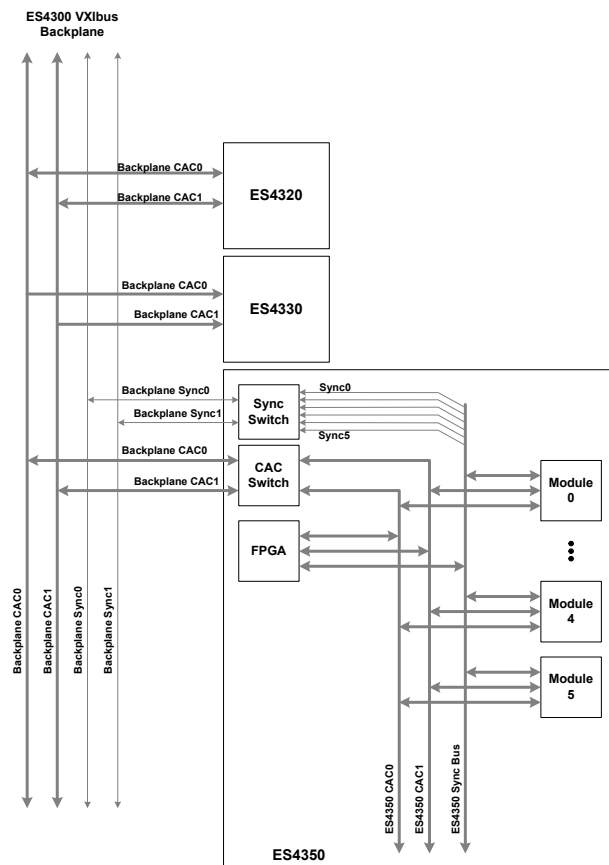 ES4300 VXIbus
Backplane
Backplane CAC0
Backplane CAC1
ES4320
Backplane CAC0
Backplane CAC1
ES4330
Backplane Sync0
Backplane Sync1
Sync
Switch
Sync0
Sync5
Backplane CAC0
Backplane CAC1
CAC
Switch
FPGA
Module
0
Module
4
Module
5
Backplane CAC0
Backplane CAC1
Backplane Sync0
Backplane Sync1
ES4350 CAC0
ES4350 CAC1
ES4350 Sync Bus
ES4350